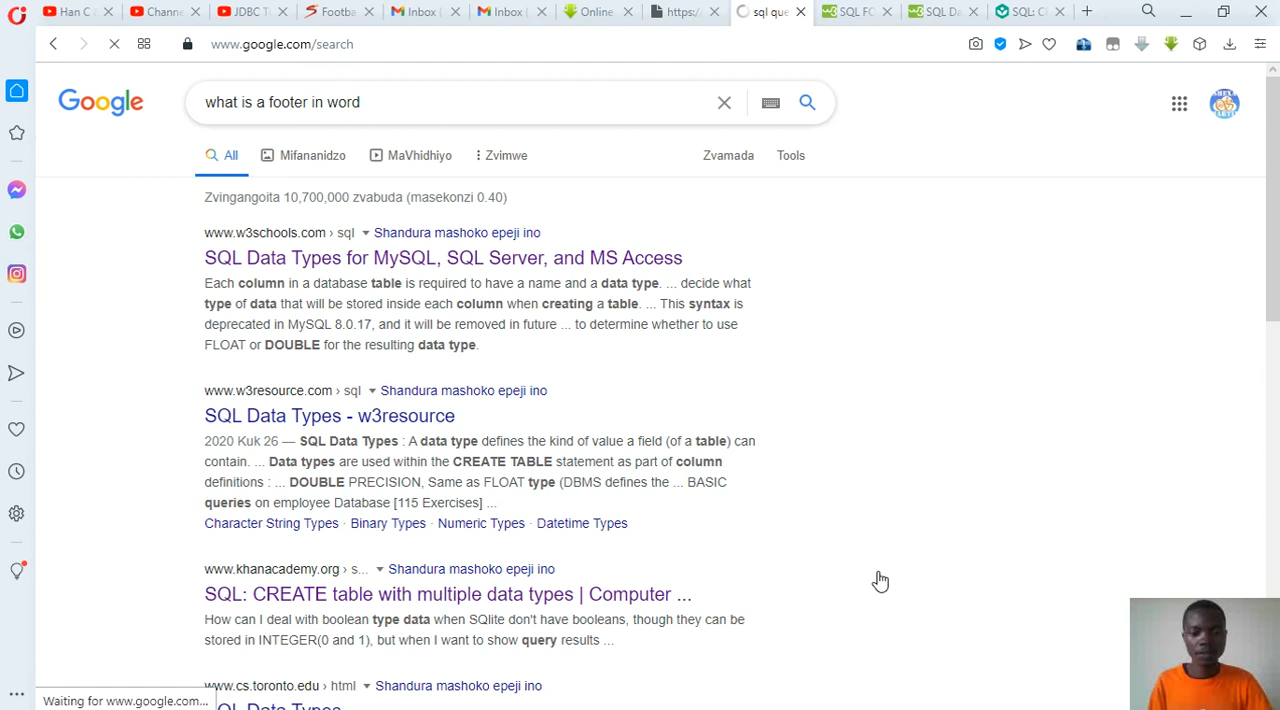 Han C
Channe
JDBC T
Footba
Inbox (
Inbox (
Online
https:/
sql que
SQL FO
SQL Da
SQL: C
www.google.com/search
Google
what is a footer in word
All
Mifananidzo
MaVhidhiyo
Zvimwe
Zvamada
Tools
Zvingangoita 10,700,000 zvabuda (masekonzi 0.40)
www.w3schools.com › sql Shandura mashoko epeji ino
SQL Data Types for MySQL, SQL Server, and MS Access
Each column in a database table is required to have a name and a data type. ... decide what
type of data that will be stored inside each column when creating a table. ... This syntax is
deprecated in MySQL 8.0.17, and it will be removed in future ... to determine whether to use
FLOAT or DOUBLE for the resulting data type.
www.w3resource.com › sql Shandura mashoko epeji ino
SQL Data Types - w3resource
2020 Kuk 26 — SQL Data Types : A data type defines the kind of value a field (of a table) can
contain. ... Data types are used within the CREATE TABLE statement as part of column
definitions : ... DOUBLE PRECISION, Same as FLOAT type (DBMS defines the ... BASIC
queries on employee Database [115 Exercises] ...
Character String Types · Binary Types · Numeric Types · Datetime Types
www.khanacademy.org › s... Shandura mashoko epeji ino
SQL: CREATE table with multiple data types | Computer ...
How can I deal with boolean type data when SQlite don't have booleans, though they can be
stored in INTEGER(0 and 1), but when I want to show query results ...
www.cs.toronto.edu › html Shandura mashoko epeji ino
SQL Data Types
Waiting for www.google.com...